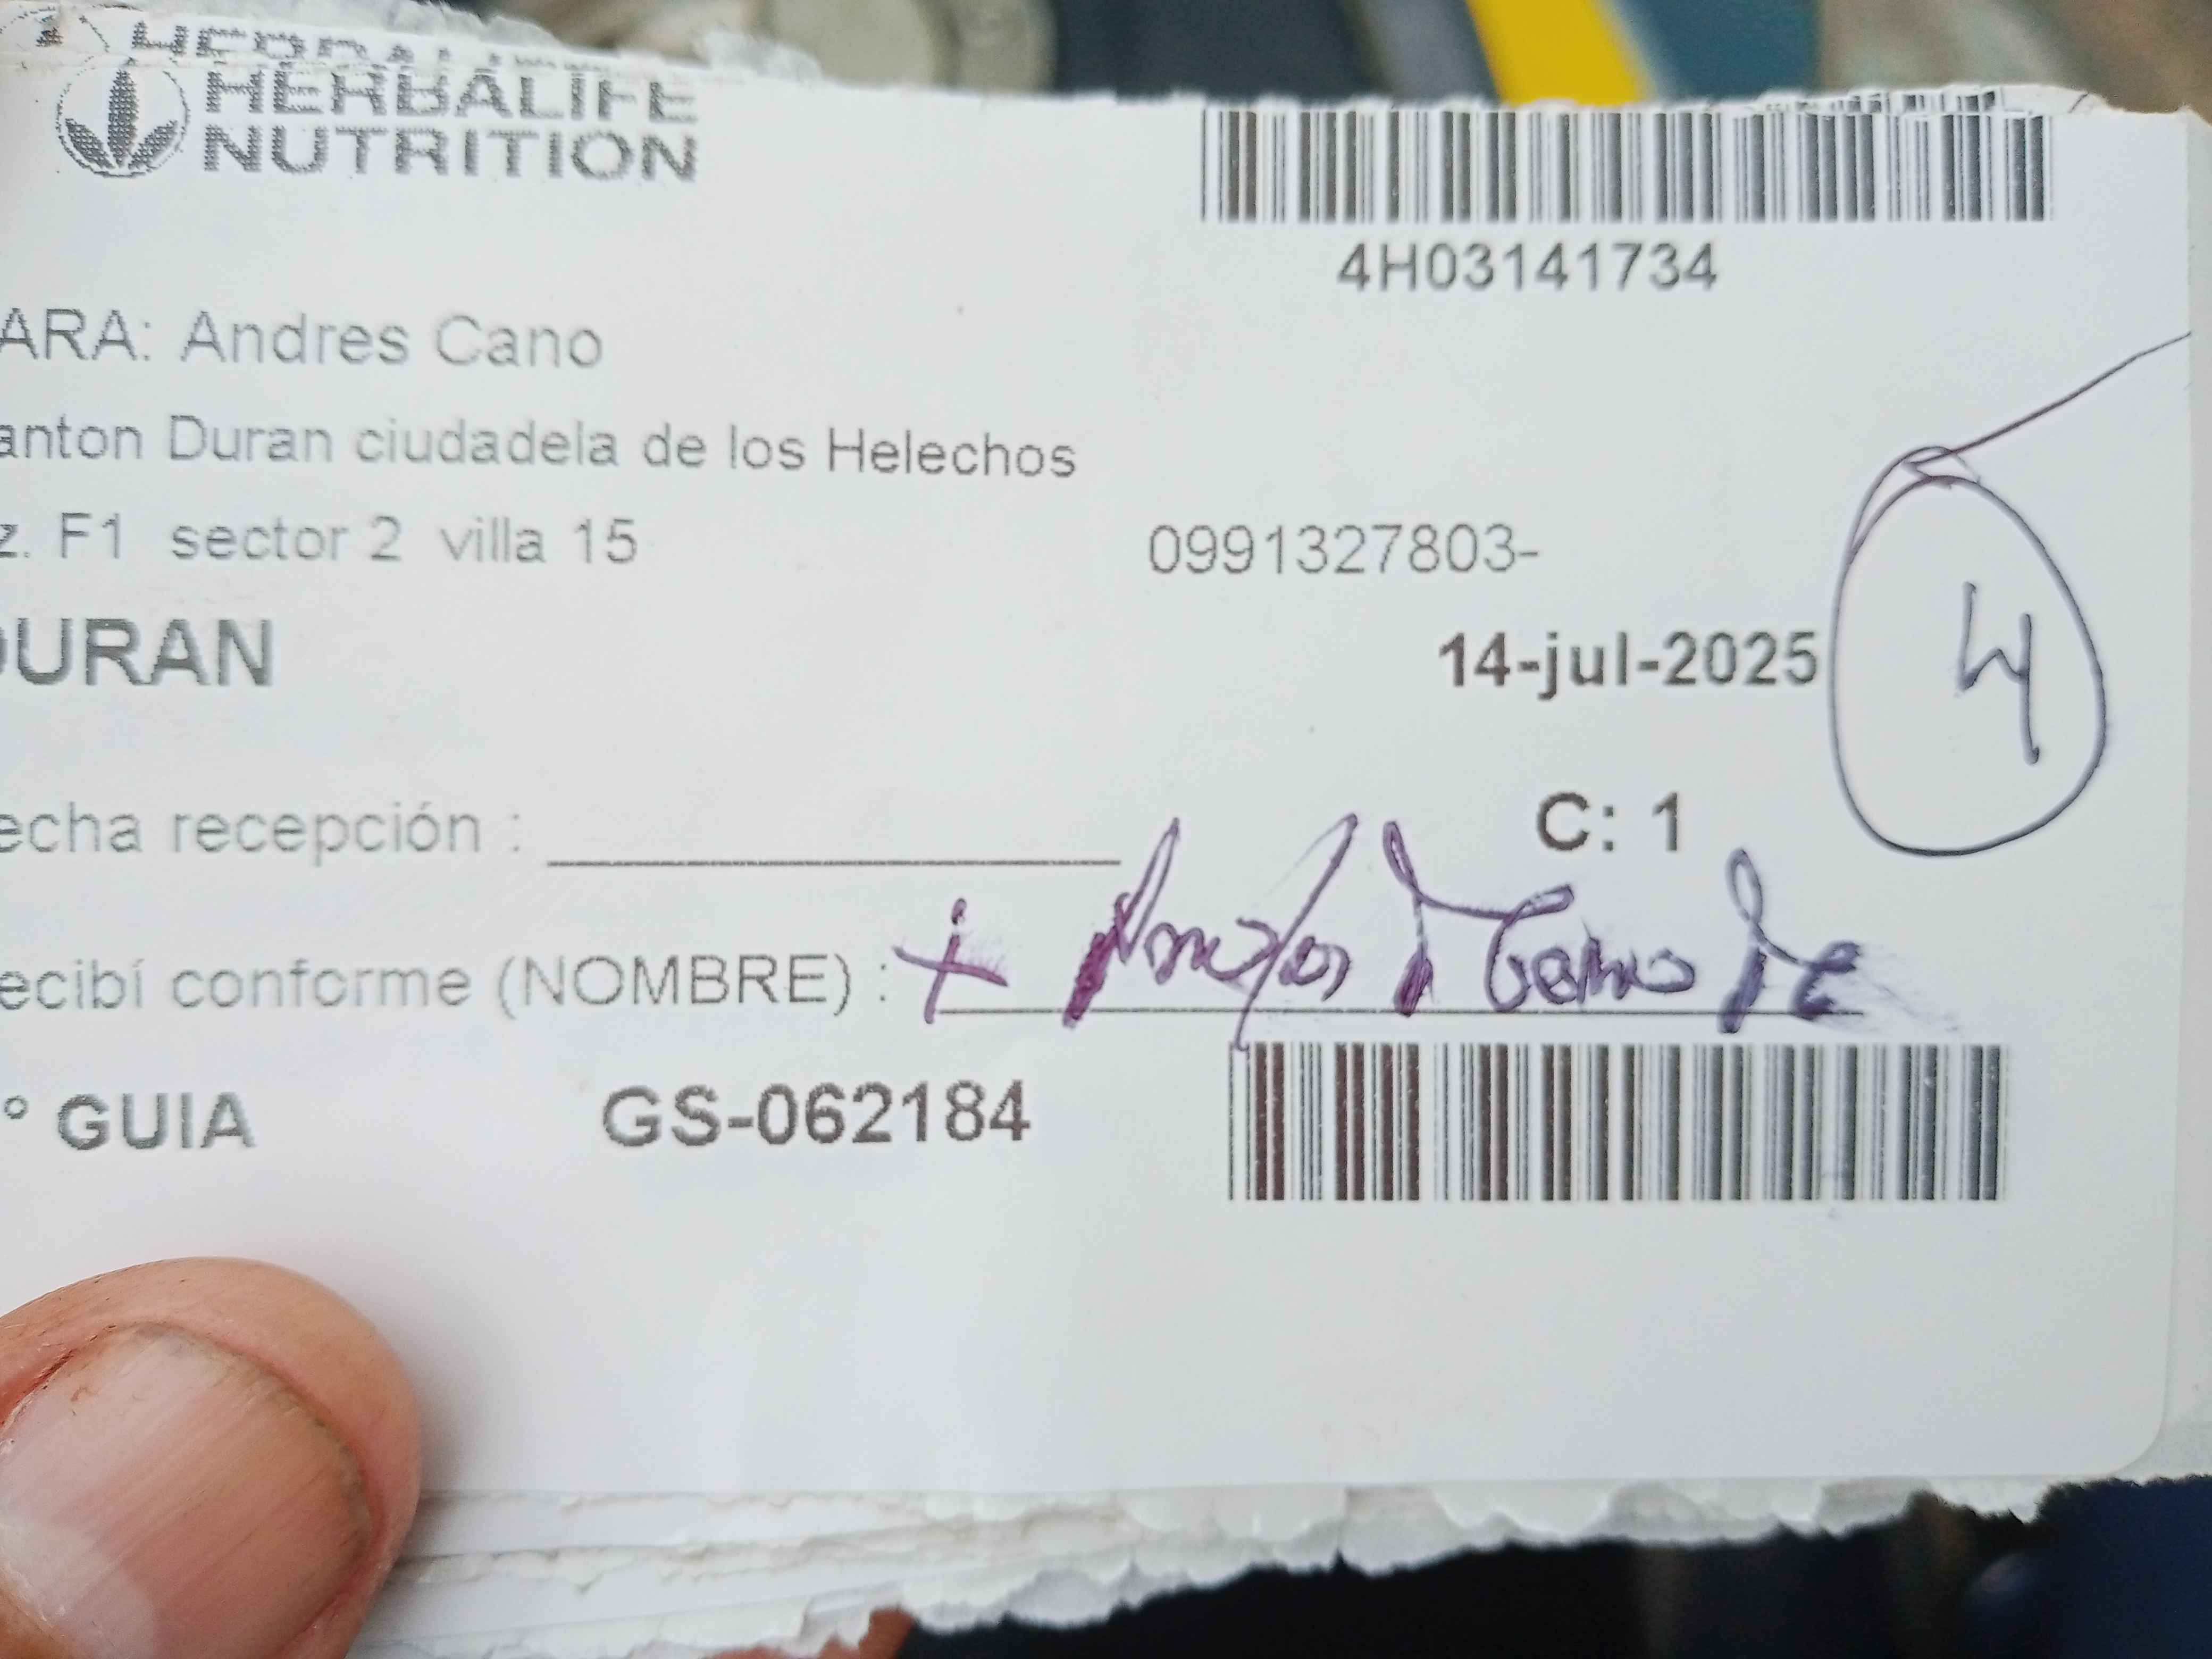 HERBALIFE
NUTRITION
4H03141734
ARA: Andres Cano
anton Duran ciudadela de los Helechos
z. F1 sector 2 villa 15 0991327803-
URAN 14-jul-2025 4
echa recepción : C: 1
ecibí conforme (NOMBRE) :
° GUIA GS-062184